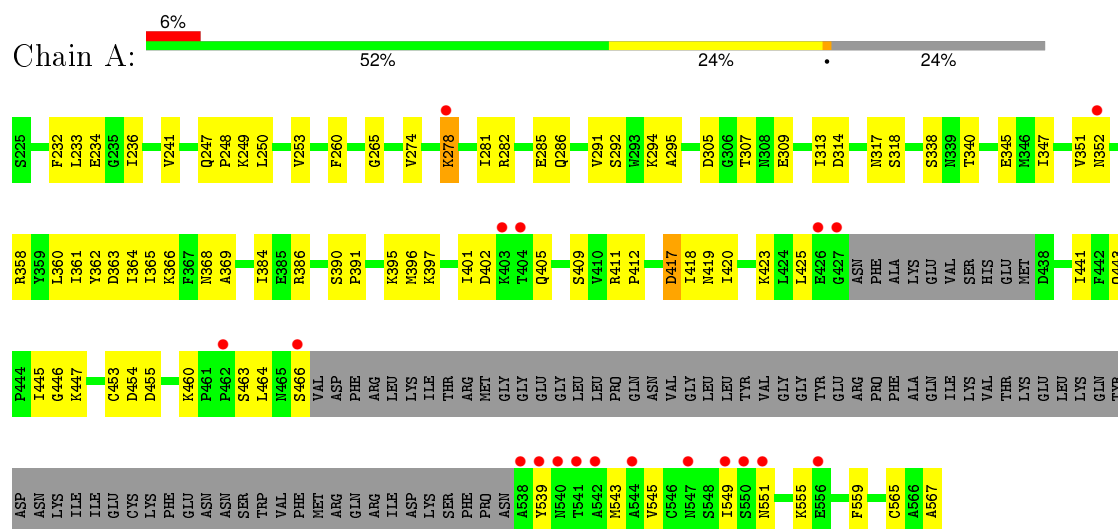 6%
Chain A:
52% 24% • 24%
S225 F232 L233 E234 G235 I236 V241 Q247 P248 K249 L250 V253 F260 G265 V274 K278 I281 R282 E285 Q286 V291 S292 W293 K294 A295 D305 G306 T307 N308 E309 I313 D314 N317 S318 S338 N339 T340 E345 M346 I347 V351 N352
R358 Y359 L360 I361 Y362 D363 I364 I365 K366 F367 N368 A369 I384 E385 R386 S390 P391 K395 M396 K397 I401 D402 K403 T404 Q405 S409 V410 R411 P412 D417 I418 N419 I420 K423 L424 L425 E426 G427 ASN PHE ALA LYS GLU VAL SER HIS GLU MET D438 I441 F442 Q443
P444 I445 G446 K447 C453 D454 D455 K460 P461 P462 S463 L464 N465 S466 VAL ASP PHE ARG LEU LYS ILE THR ARG MET GLY GLY GLU GLY LEU LEU PRO GLN ASN VAL GLY LEU LEU TYR VAL GLY GLY TYR GLU ARG PRO PHE ALA GLN ILE LYS VAL THR LYS GLU LEU LYS GLN TYR
ASP ASN LYS ILE ILE GLU CYS LYS PHE GLU ASN ASN SER TRP VAL PHE MET ARG GLN ARG ILE ASP LYS SER PHE PRO ASN A538 Y539 N540 T541 A542 M543 A544 V545 C546 N547 S548 I549 S550 N551 K555 E556 F559 C565 A566 A567